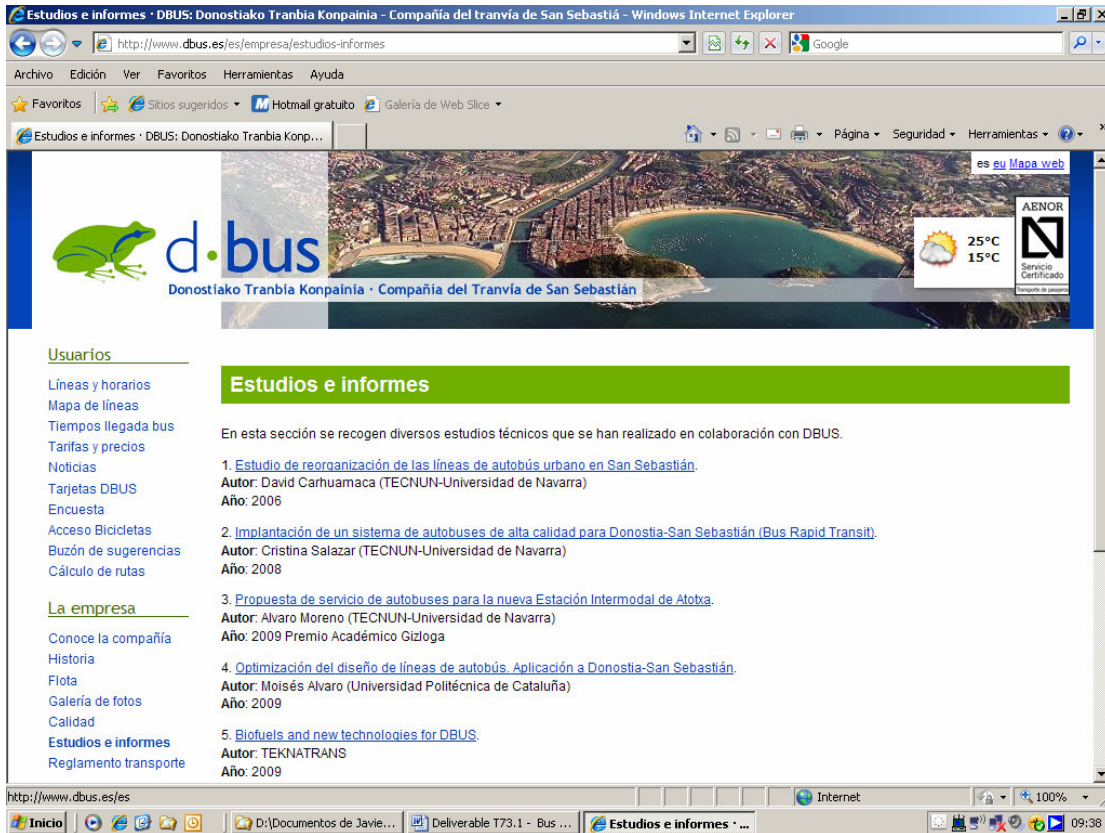 Estudios e informes · DBUS: Donostiako Tranbia Konpainia - Compañía del tranvía de San Sebastiá - Windows Internet Explorer
http://www.dbus.es/es/empresa/estudios-informes
Google
Archivo Edición Ver Favoritos Herramientas Ayuda
Favoritos Sitios sugeridos Hotmail gratuito Galería de Web Slice
Estudios e informes · DBUS: Donostiako Tranbia Konp... Página Seguridad Herramientas
es eu Mapa web
AENOR
N
Servicio
Certificado
Transporte de pasajeros
25°C
15°C
d·bus
Donostiako Tranbia Konpainia · Compañia del Tranvía de San Sebastián
Usuarios
Líneas y horarios
Mapa de líneas
Tiempos llegada bus
Tarifas y precios
Noticias
Tarjetas DBUS
Encuesta
Acceso Bicicletas
Buzón de sugerencias
Cálculo de rutas
La empresa
Conoce la compañía
Historia
Flota
Galería de fotos
Calidad
Estudios e informes
Reglamento transporte
Estudios e informes
En esta sección se recogen diversos estudios técnicos que se han realizado en colaboración con DBUS.
1. Estudio de reorganización de las líneas de autobús urbano en San Sebastián.
Autor: David Carhuamaca (TECNUN-Universidad de Navarra)
Año: 2006
2. Implantación de un sistema de autobuses de alta calidad para Donostia-San Sebastián (Bus Rapid Transit).
Autor: Cristina Salazar (TECNUN-Universidad de Navarra)
Año: 2008
3. Propuesta de servicio de autobuses para la nueva Estación Intermodal de Atotxa.
Autor: Alvaro Moreno (TECNUN-Universidad de Navarra)
Año: 2009 Premio Académico Gizloga
4. Optimización del diseño de líneas de autobús. Aplicación a Donostia-San Sebastián.
Autor: Moisés Alvaro (Universidad Politécnica de Cataluña)
Año: 2009
5. Biofuels and new technologies for DBUS.
Autor: TEKNATRANS
Año: 2009
http://www.dbus.es/es Internet 100%
Inicio D:\Documentos de Javie... Deliverable T73.1 - Bus ... Estudios e informes · ... 09:38